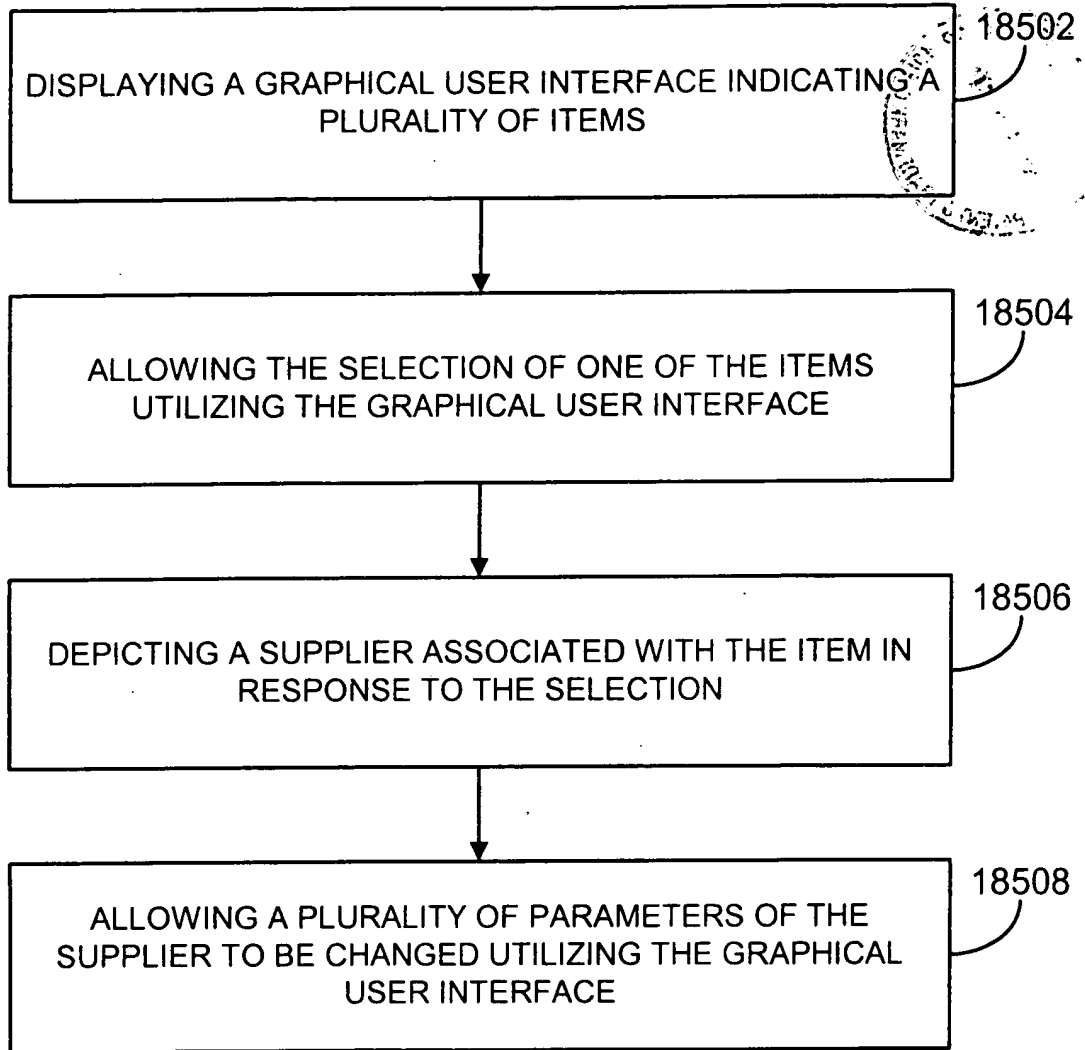 18502
DISPLAYING A GRAPHICAL USER INTERFACE INDICATING A
PLURALITY OF ITEMS
18504
ALLOWING THE SELECTION OF ONE OF THE ITEMS
UTILIZING THE GRAPHICAL USER INTERFACE
18506
DEPICTING A SUPPLIER ASSOCIATED WITH THE ITEM IN
RESPONSE TO THE SELECTION
18508
ALLOWING A PLURALITY OF PARAMETERS OF THE
SUPPLIER TO BE CHANGED UTILIZING THE GRAPHICAL
USER INTERFACE